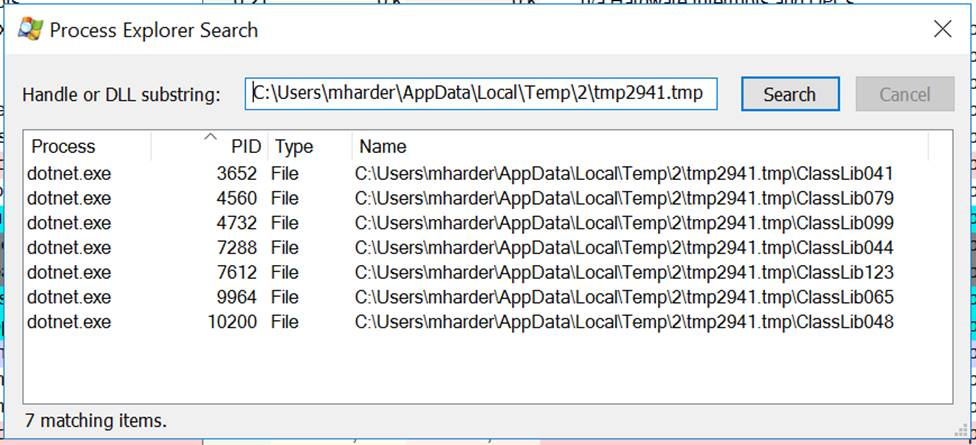 Process Explorer Search
Handle or DLL substring: C:\Users\mharder\AppData\Local\Temp\2\tmp2941.tmp Search Cancel
Process PID Type Name
dotnet.exe 3652 File C:\Users\mharder\AppData\Local\Temp\2\tmp2941.tmp\ClassLib041
dotnet.exe 4560 File C:\Users\mharder\AppData\Local\Temp\2\tmp2941.tmp\ClassLib079
dotnet.exe 4732 File C:\Users\mharder\AppData\Local\Temp\2\tmp2941.tmp\ClassLib099
dotnet.exe 7288 File C:\Users\mharder\AppData\Local\Temp\2\tmp2941.tmp\ClassLib044
dotnet.exe 7612 File C:\Users\mharder\AppData\Local\Temp\2\tmp2941.tmp\ClassLib123
dotnet.exe 9964 File C:\Users\mharder\AppData\Local\Temp\2\tmp2941.tmp\ClassLib065
dotnet.exe 10200 File C:\Users\mharder\AppData\Local\Temp\2\tmp2941.tmp\ClassLib048
7 matching items.